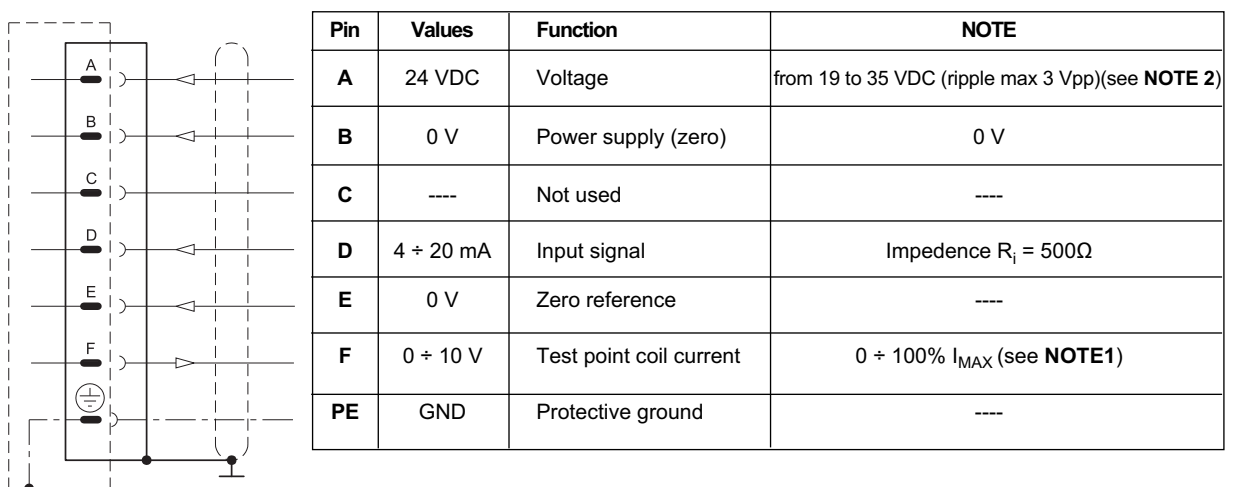 A
B
C
D
E
F
Pin Values Function NOTE
A 24 VDC Voltage from 19 to 35 VDC (ripple max 3 Vpp)(see NOTE 2)
B 0 V Power supply (zero) 0 V
C ---- Not used ----
D 4 ÷ 20 mA Input signal Impedence Ri = 500Ω
E 0 V Zero reference ----
F 0 ÷ 10 V Test point coil current 0 ÷ 100% IMAX (see NOTE1)
PE GND Protective ground ----